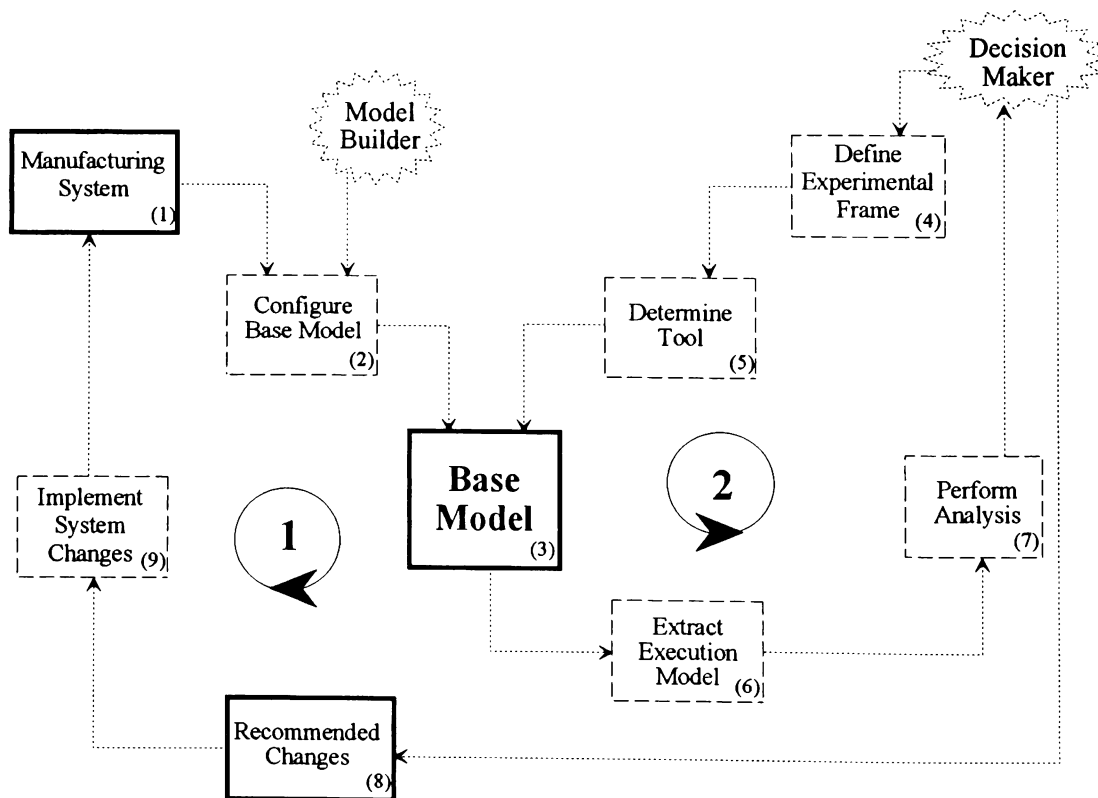 Decision
Maker
Model
Builder
Manufacturing
System
(1)
Define
Experimental
Frame
(4)
Configure
Base Model
(2)
Determine
Tool
(5)
Base
Model
(3)
2
Perform
Analysis
(7)
Implement
System
Changes
(9)
1
Extract
Execution
Model
(6)
Recommended
Changes
(8)